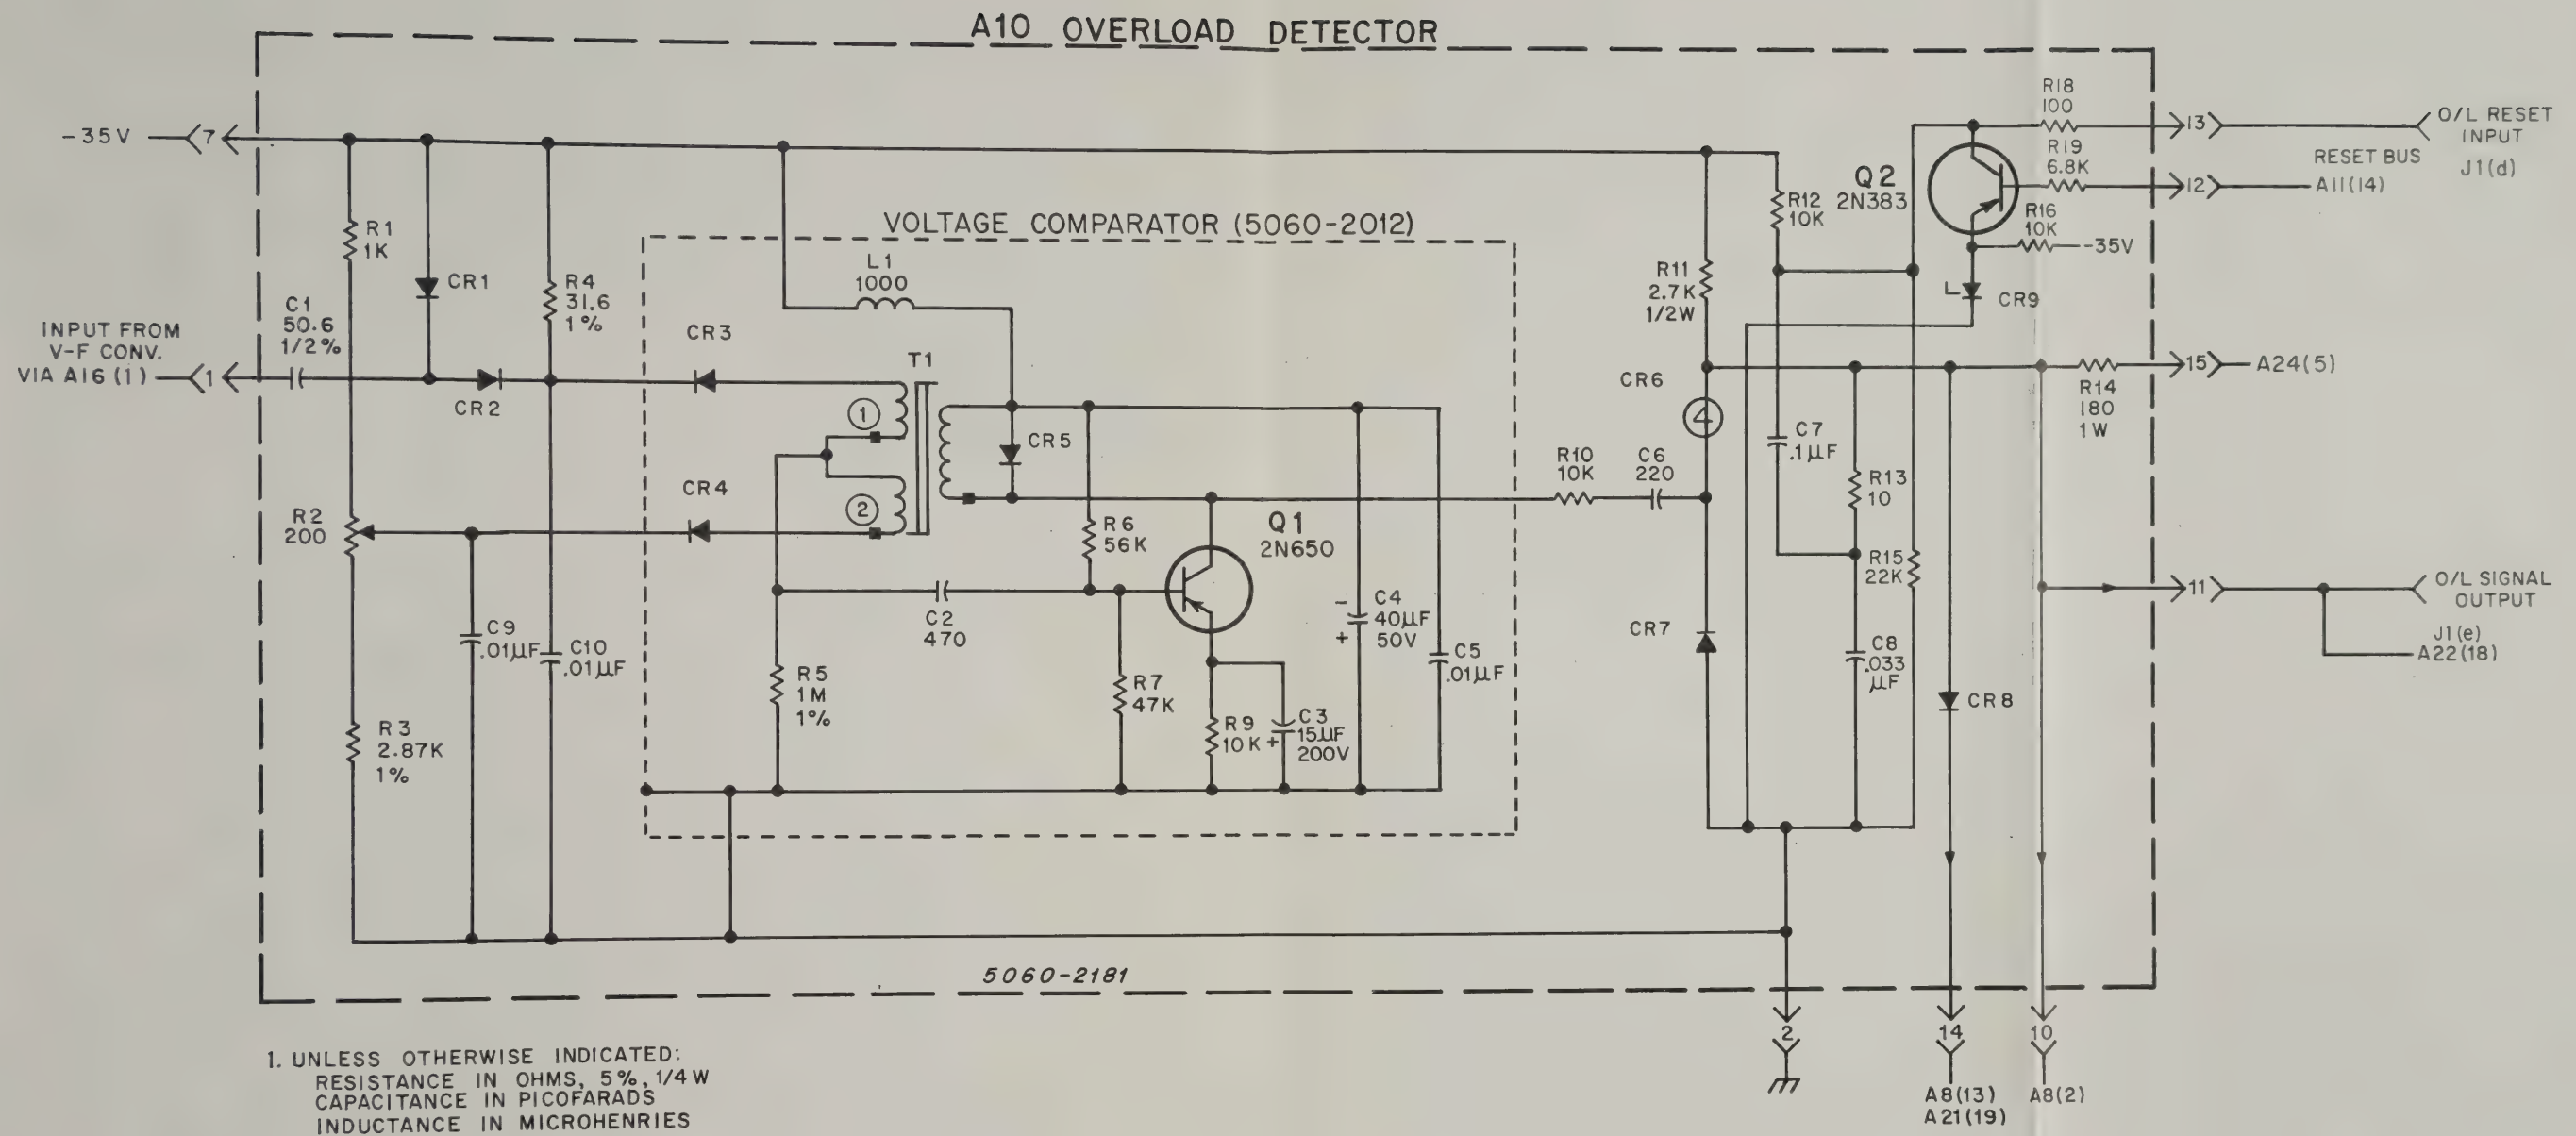 A10 OVERLOAD DETECTOR
-35V
7
INPUT FROM
V-F CONV.
VIA A16 (1)
1
C1
50.6
1/2%
R1
1K
CR1
CR2
R4
31.6
1%
R2
200
R3
2.87K
1%
C9
.01µF
C10
.01µF
VOLTAGE COMPARATOR (5060-2012)
L1
1000
CR3
T1
1
2
CR4
CR5
R6
56K
Q1
2N650
C2
470
R5
1M
1%
R7
47K
R9
10K
C3
15µF
+
200V
-
C4
40µF
+
50V
C5
.01µF
R10
10K
C6
220
R11
2.7K
1/2W
CR6
4
CR7
R12
10K
Q2
2N383
C7
.1µF
R13
10
R15
22K
C8
.033
µF
CR8
CR9
R18
100
R19
6.8K
R16
10K
-35V
13
O/L RESET
INPUT
J1(d)
RESET BUS
12
A11(14)
15
A24(5)
R14
180
1W
11
O/L SIGNAL
OUTPUT
J1(e)
A22(18)
2
14
10
A8(13)
A21(19)
A8(2)
5060-2181
1. UNLESS OTHERWISE INDICATED:
RESISTANCE IN OHMS, 5%, 1/4 W
CAPACITANCE IN PICOFARADS
INDUCTANCE IN MICROHENRIES